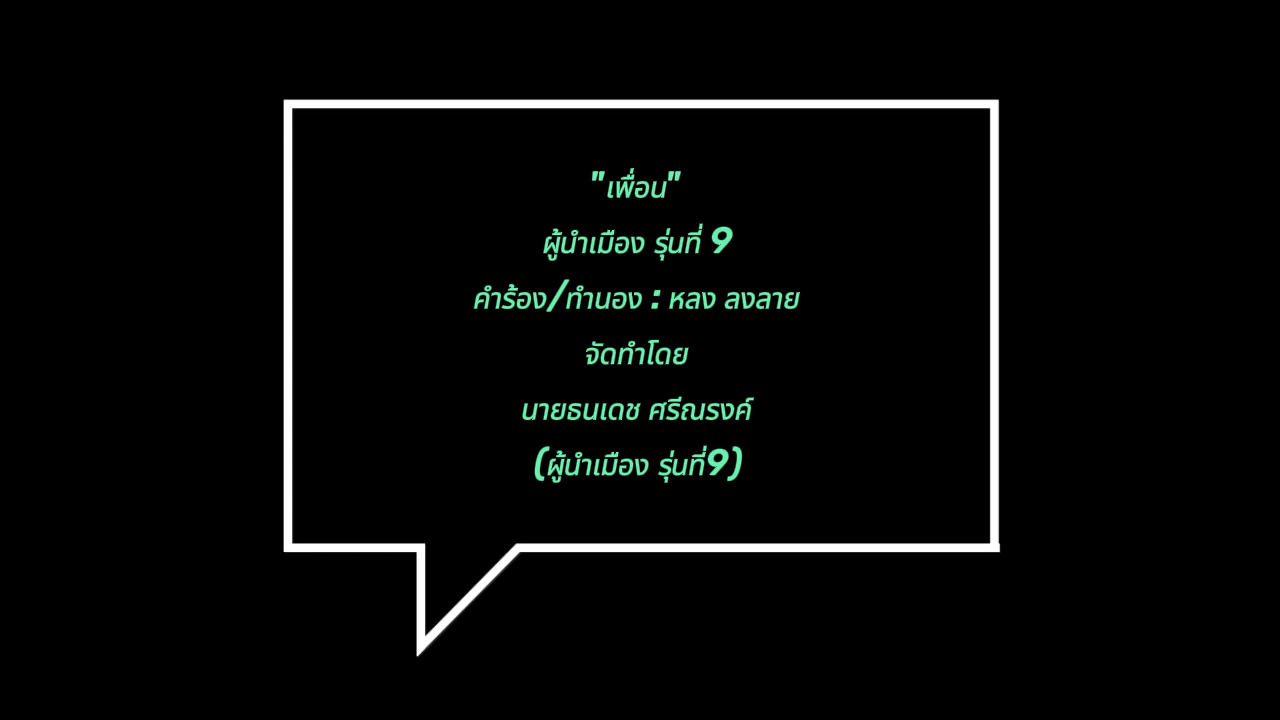 "เพื่อน"
ผู้นำเมือง รุ่นที่ 9
คำร้อง/ทำนอง : หลง ลงลาย
จัดทำโดย
นายธนเดช ศรีณรงค์
(ผู้นำเมือง รุ่นที่9)